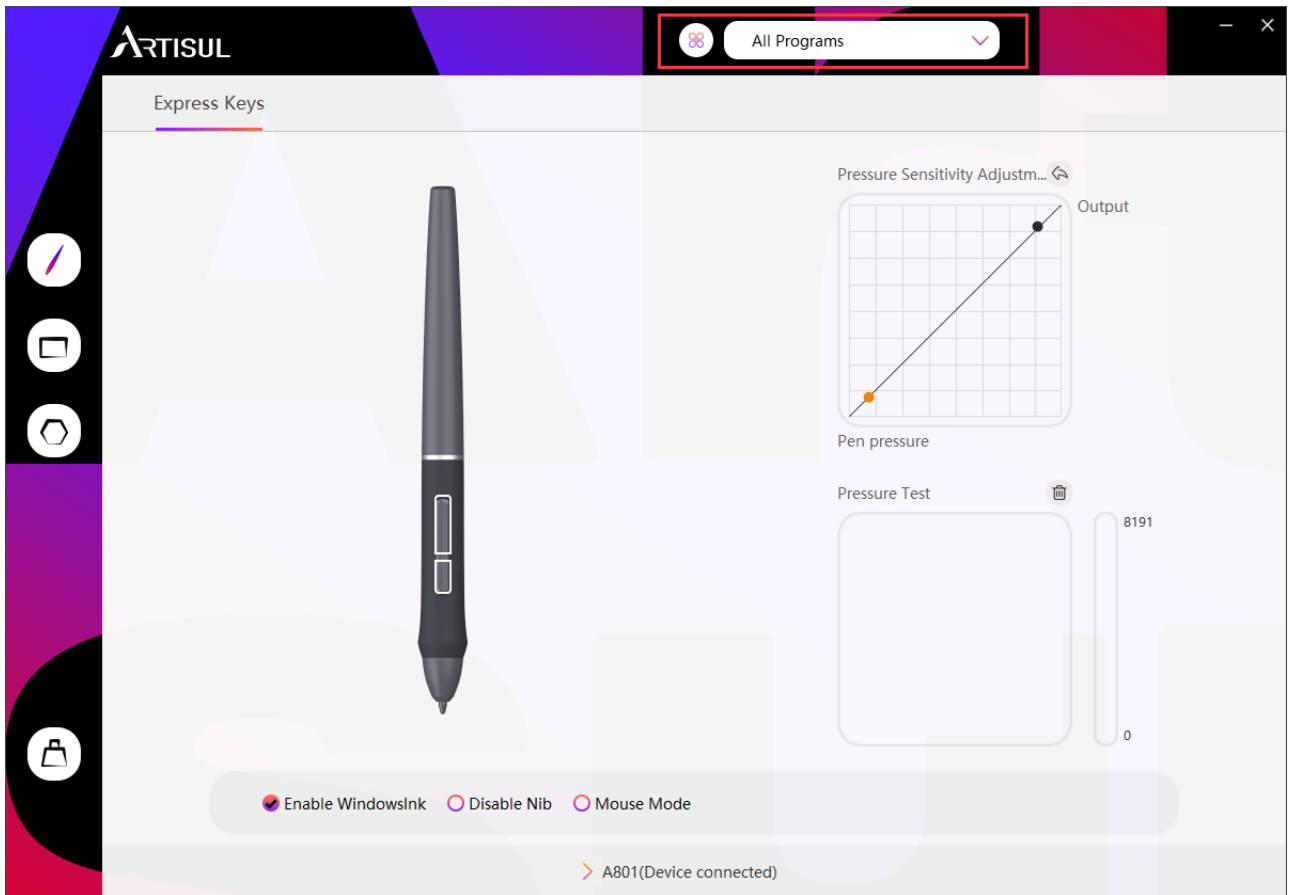 ARTISUL
All Programs
Express Keys
Pressure Sensitivity Adjustm...
Output
Pen pressure
Pressure Test
8191
0
Enable WindowsInk
Disable Nib
Mouse Mode
A801(Device connected)